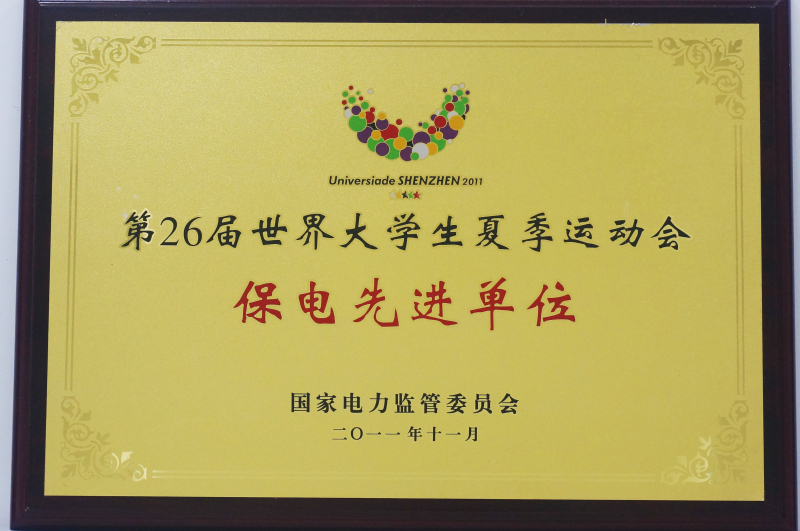 Universiade SHENZHEN 2011
第26届世界大学生夏季运动会
保电先进单位
国家电力监管委员会
二〇一一年十一月